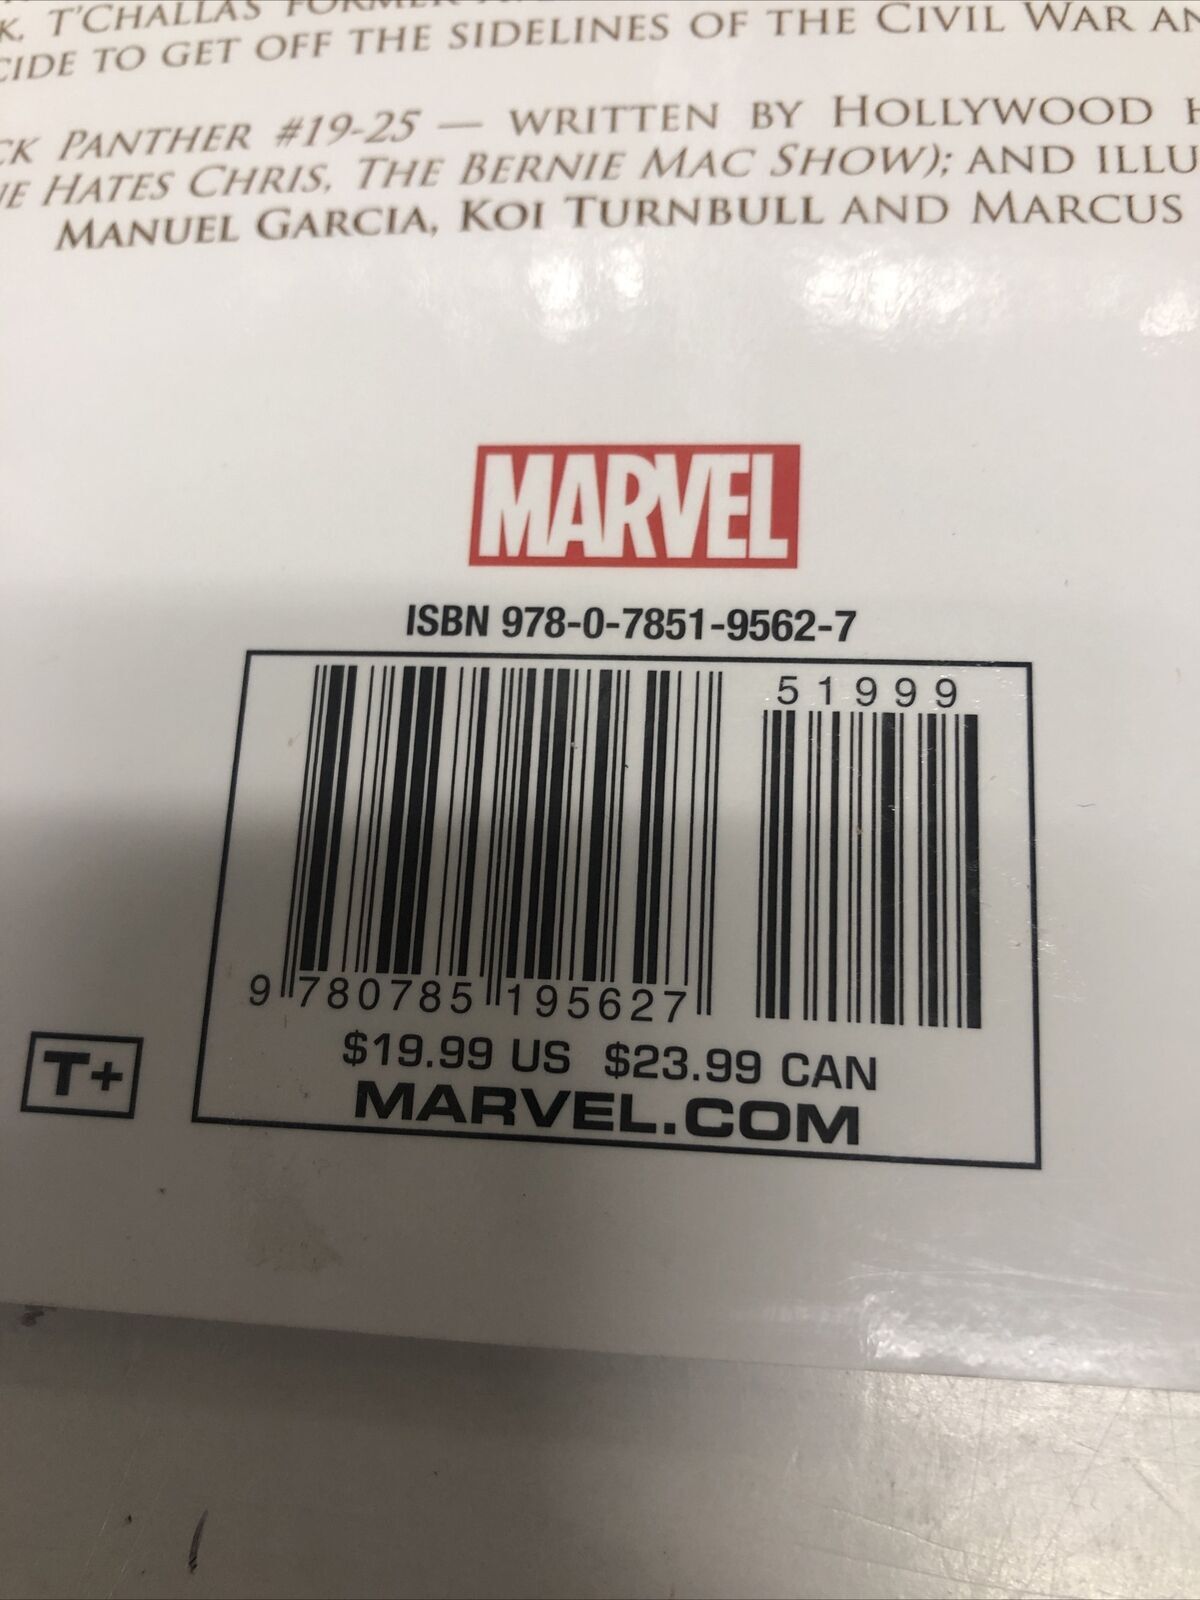 K, T'CHALLA'S FORMER
CIDE TO GET OFF THE SIDELINES OF THE CIVIL WAR AN
CK PANTHER #19-25 — WRITTEN BY HOLLYWOOD H
NE HATES CHRIS, THE BERNIE MAC SHOW); AND ILLU
MANUEL GARCIA, KOI TURNBULL AND MARCUS
MARVEL
ISBN 978-0-7851-9562-7
51999
9 780785 195627
$19.99 US $23.99 CAN
MARVEL.COM
T+